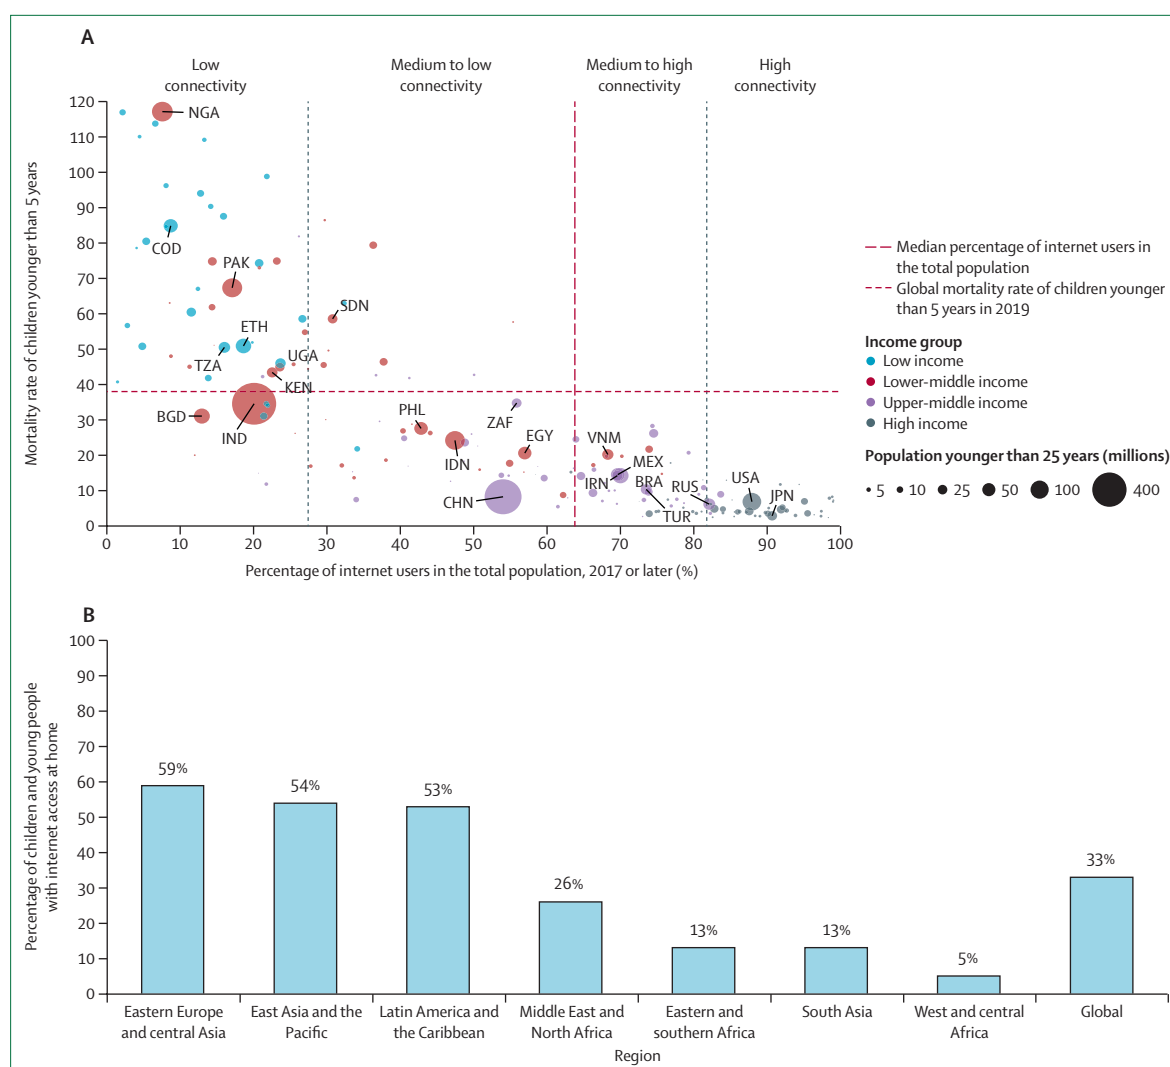 A
Low
connectivity
Medium to low
connectivity
Medium to high
connectivity
High
connectivity
Mortality rate of children younger than 5 years
120
110
100
90
80
70
60
50
40
30
20
10
0
NGA
COD
PAK
SDN
ETH
TZA
UGA
KEN
BGD
IND
PHL
ZAF
IDN
EGY
VNM
CHN
IRN
MEX
BRA
TUR
RUS
USA
JPN
0 10 20 30 40 50 60 70 80 90 100
Percentage of internet users in the total population, 2017 or later (%)
Median percentage of internet users in
the total population
Global mortality rate of children younger
than 5 years in 2019
Income group
Low income
Lower-middle income
Upper-middle income
High income
Population younger than 25 years (millions)
5 10 25 50 100 400
B
Percentage of children and young people
with internet access at home
100
90
80
70
60
50
40
30
20
10
0
59%
54%
53%
26%
13%
13%
5%
33%
Eastern Europe
and central Asia
East Asia and the
Pacific
Latin America and
the Caribbean
Middle East and
North Africa
Eastern and
southern Africa
South Asia
West and central
Africa
Global
Region